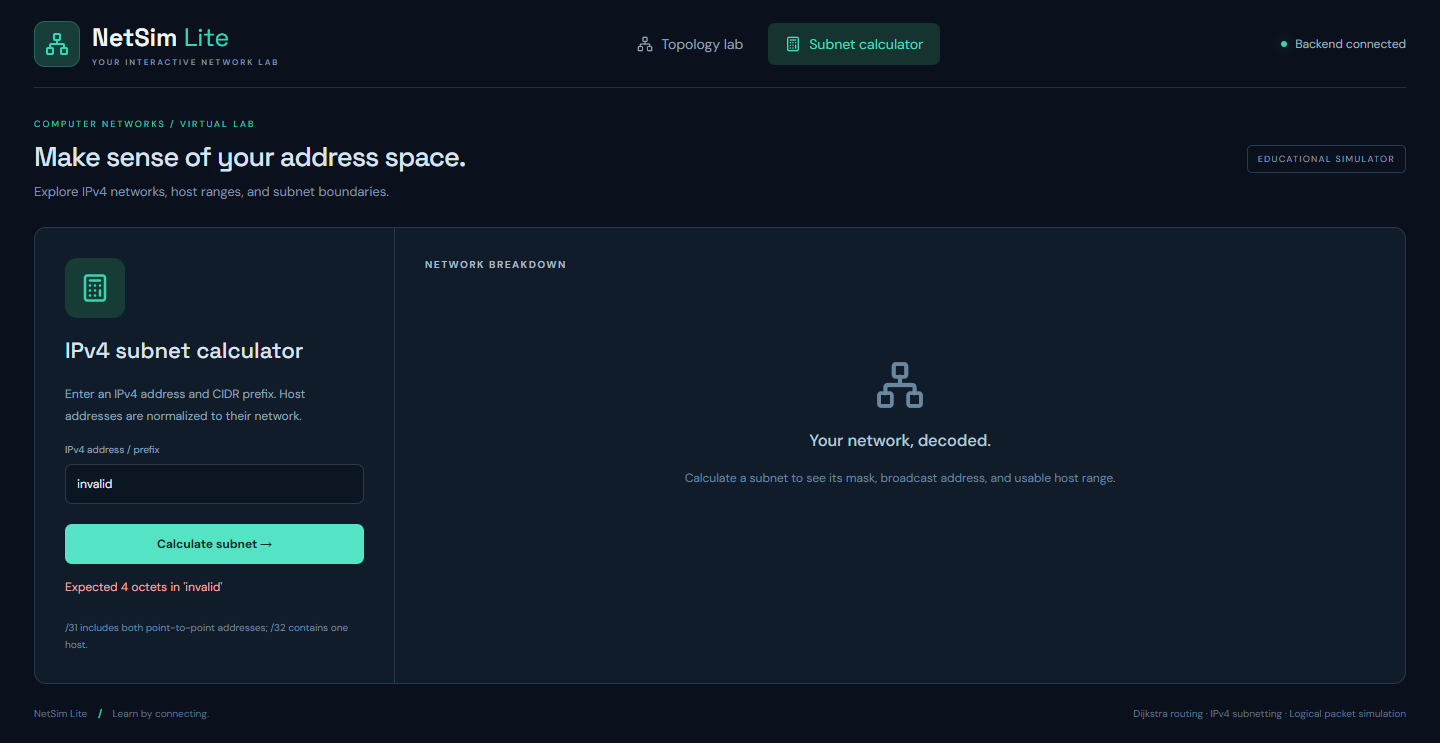 NetSim Lite
YOUR INTERACTIVE NETWORK LAB
Topology lab
Subnet calculator
Backend connected
COMPUTER NETWORKS / VIRTUAL LAB
Make sense of your address space.
Explore IPv4 networks, host ranges, and subnet boundaries.
EDUCATIONAL SIMULATOR
IPv4 subnet calculator
Enter an IPv4 address and CIDR prefix. Host
addresses are normalized to their network.
IPv4 address / prefix
invalid
Calculate subnet →
Expected 4 octets in 'invalid'
/31 includes both point-to-point addresses; /32 contains one
host.
NETWORK BREAKDOWN
Your network, decoded.
Calculate a subnet to see its mask, broadcast address, and usable host range.
NetSim Lite / Learn by connecting.
Dijkstra routing · IPv4 subnetting · Logical packet simulation